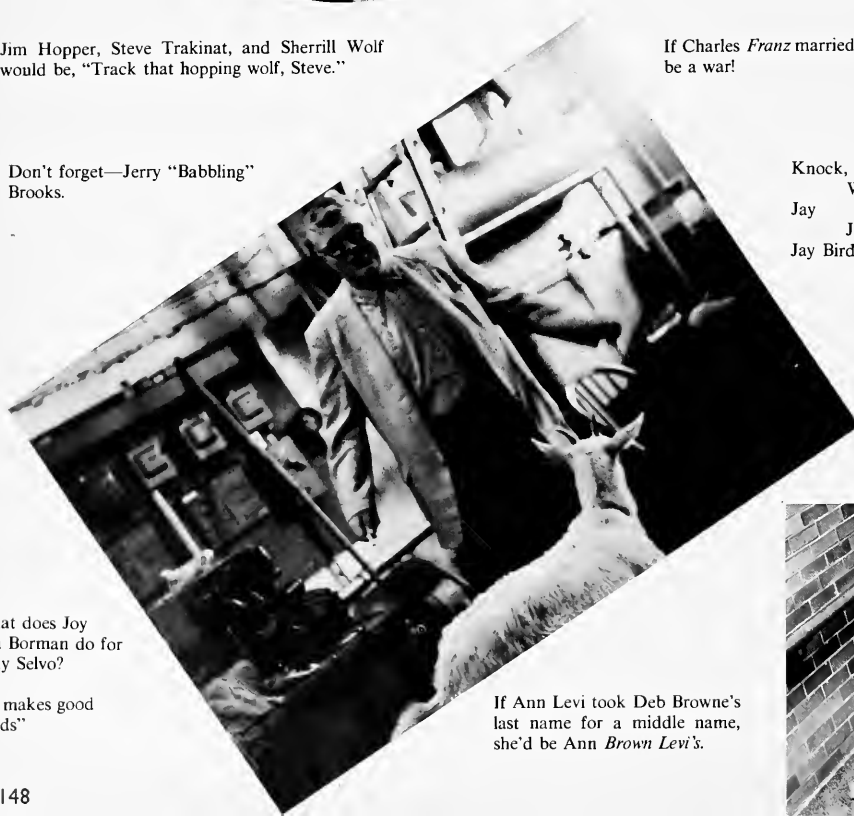 Jim Hopper, Steve Trakinat, and Sherrill Wolf
would be, "Track that hopping wolf, Steve."
If Charles Franz married
be a war!
Don't forget—Jerry "Babbling"
Brooks.
Knock,
Jay
J
Jay Bird
at does Joy
Borman do for
y Selvo?
makes good
ds"
If Ann Levi took Deb Browne's
last name for a middle name,
she'd be Ann Brown Levi's.
148